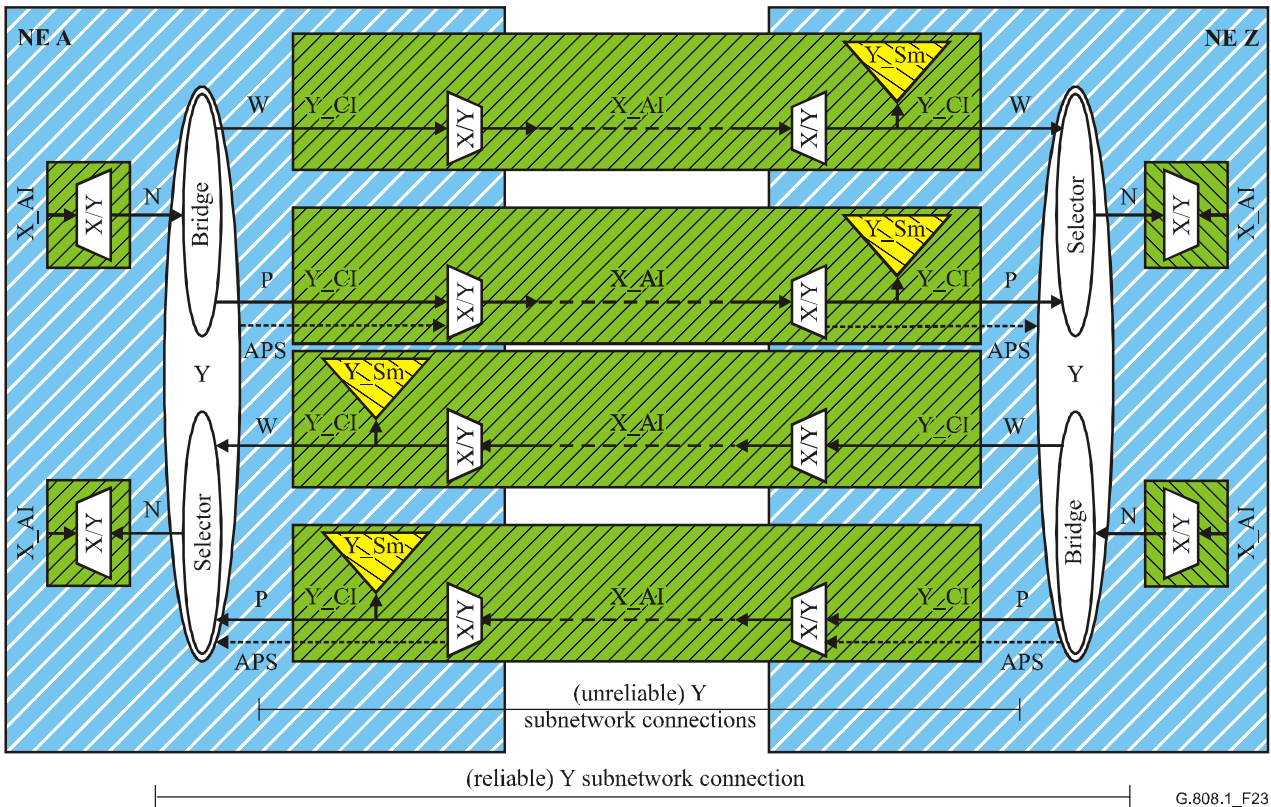 NE A
NE Z
Y_Sm
W
Y_CI
X_AI
Y_CI
W
X/Y
X/Y
X_AI
X/Y
N
Bridge
Selector
N
X/Y
X_AI
Y_Sm
P
Y_CI
X_AI
Y_CI
P
X/Y
X/Y
APS
APS
Y
Y
Y_Sm
W
Y_CI
X_AI
Y_CI
W
X/Y
X/Y
X_AI
X/Y
N
Selector
Bridge
N
X/Y
X_AI
Y_Sm
P
Y_CI
X_AI
Y_CI
P
X/Y
X/Y
APS
APS
(unreliable) Y
subnetwork connections
(reliable) Y subnetwork connection
G.808.1_F23